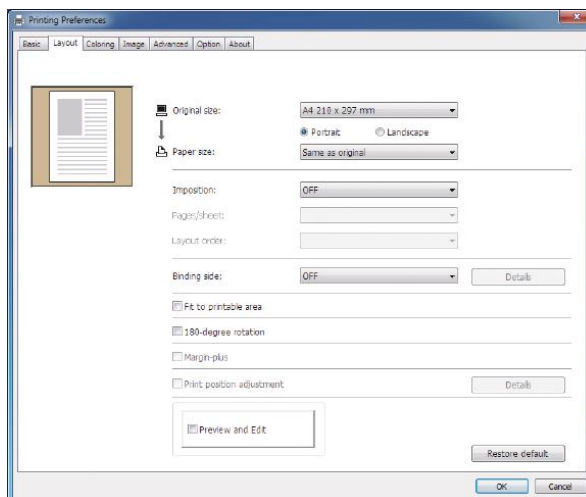 Printing Preferences
Basic Layout Coloring Image Advanced Option About
Original size: A4 210 x 297 mm
Portrait Landscape
Paper size: Same as original
Imposition: OFF
Pages/sheet:
Layout order:
Binding side: OFF Details
Fit to printable area
180-degree rotation
Margin-plus
Print position adjustment Details
Preview and Edit
Restore default
OK Cancel